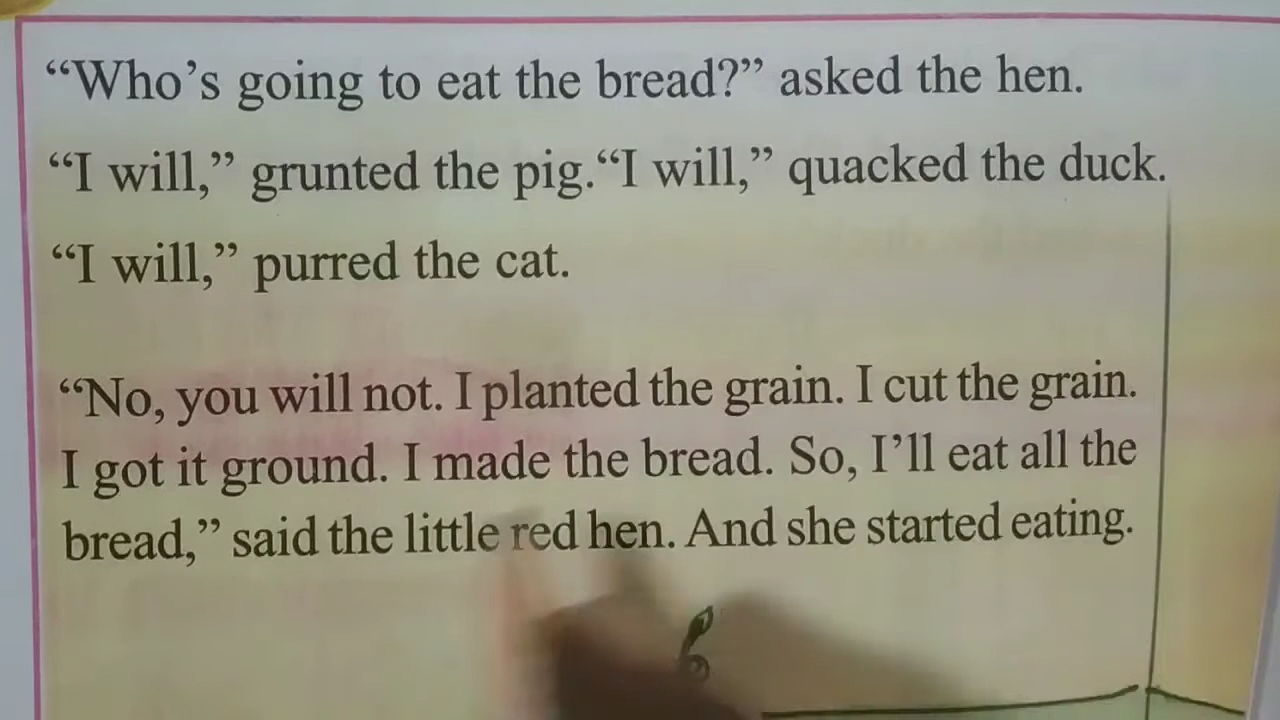 “Who’s going to eat the bread?” asked the hen.
“I will,” grunted the pig. “I will,” quacked the duck.
“I will,” purred the cat.
“No, you will not. I planted the grain. I cut the grain.
I got it ground. I made the bread. So, I’ll eat all the
bread,” said the little red hen. And she started eating.